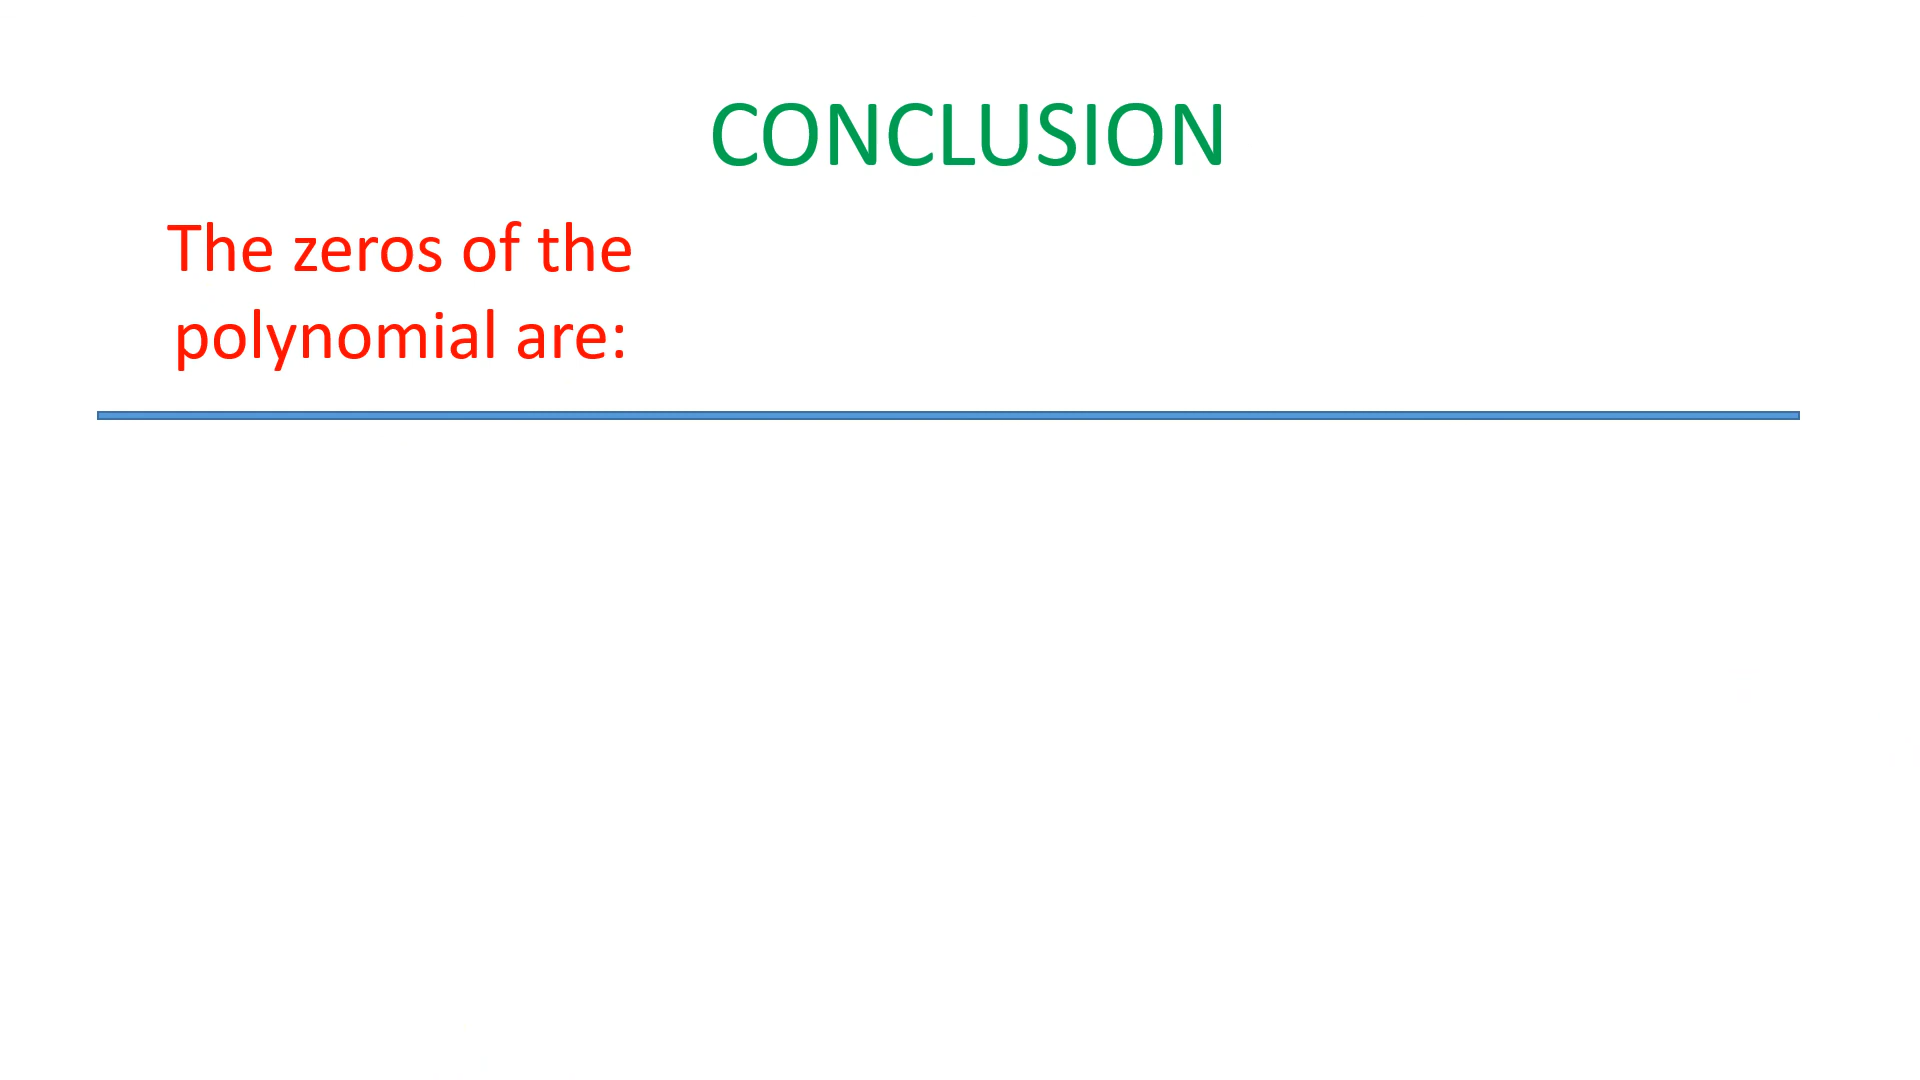 CONCLUSION
The zeros of the
polynomial are: